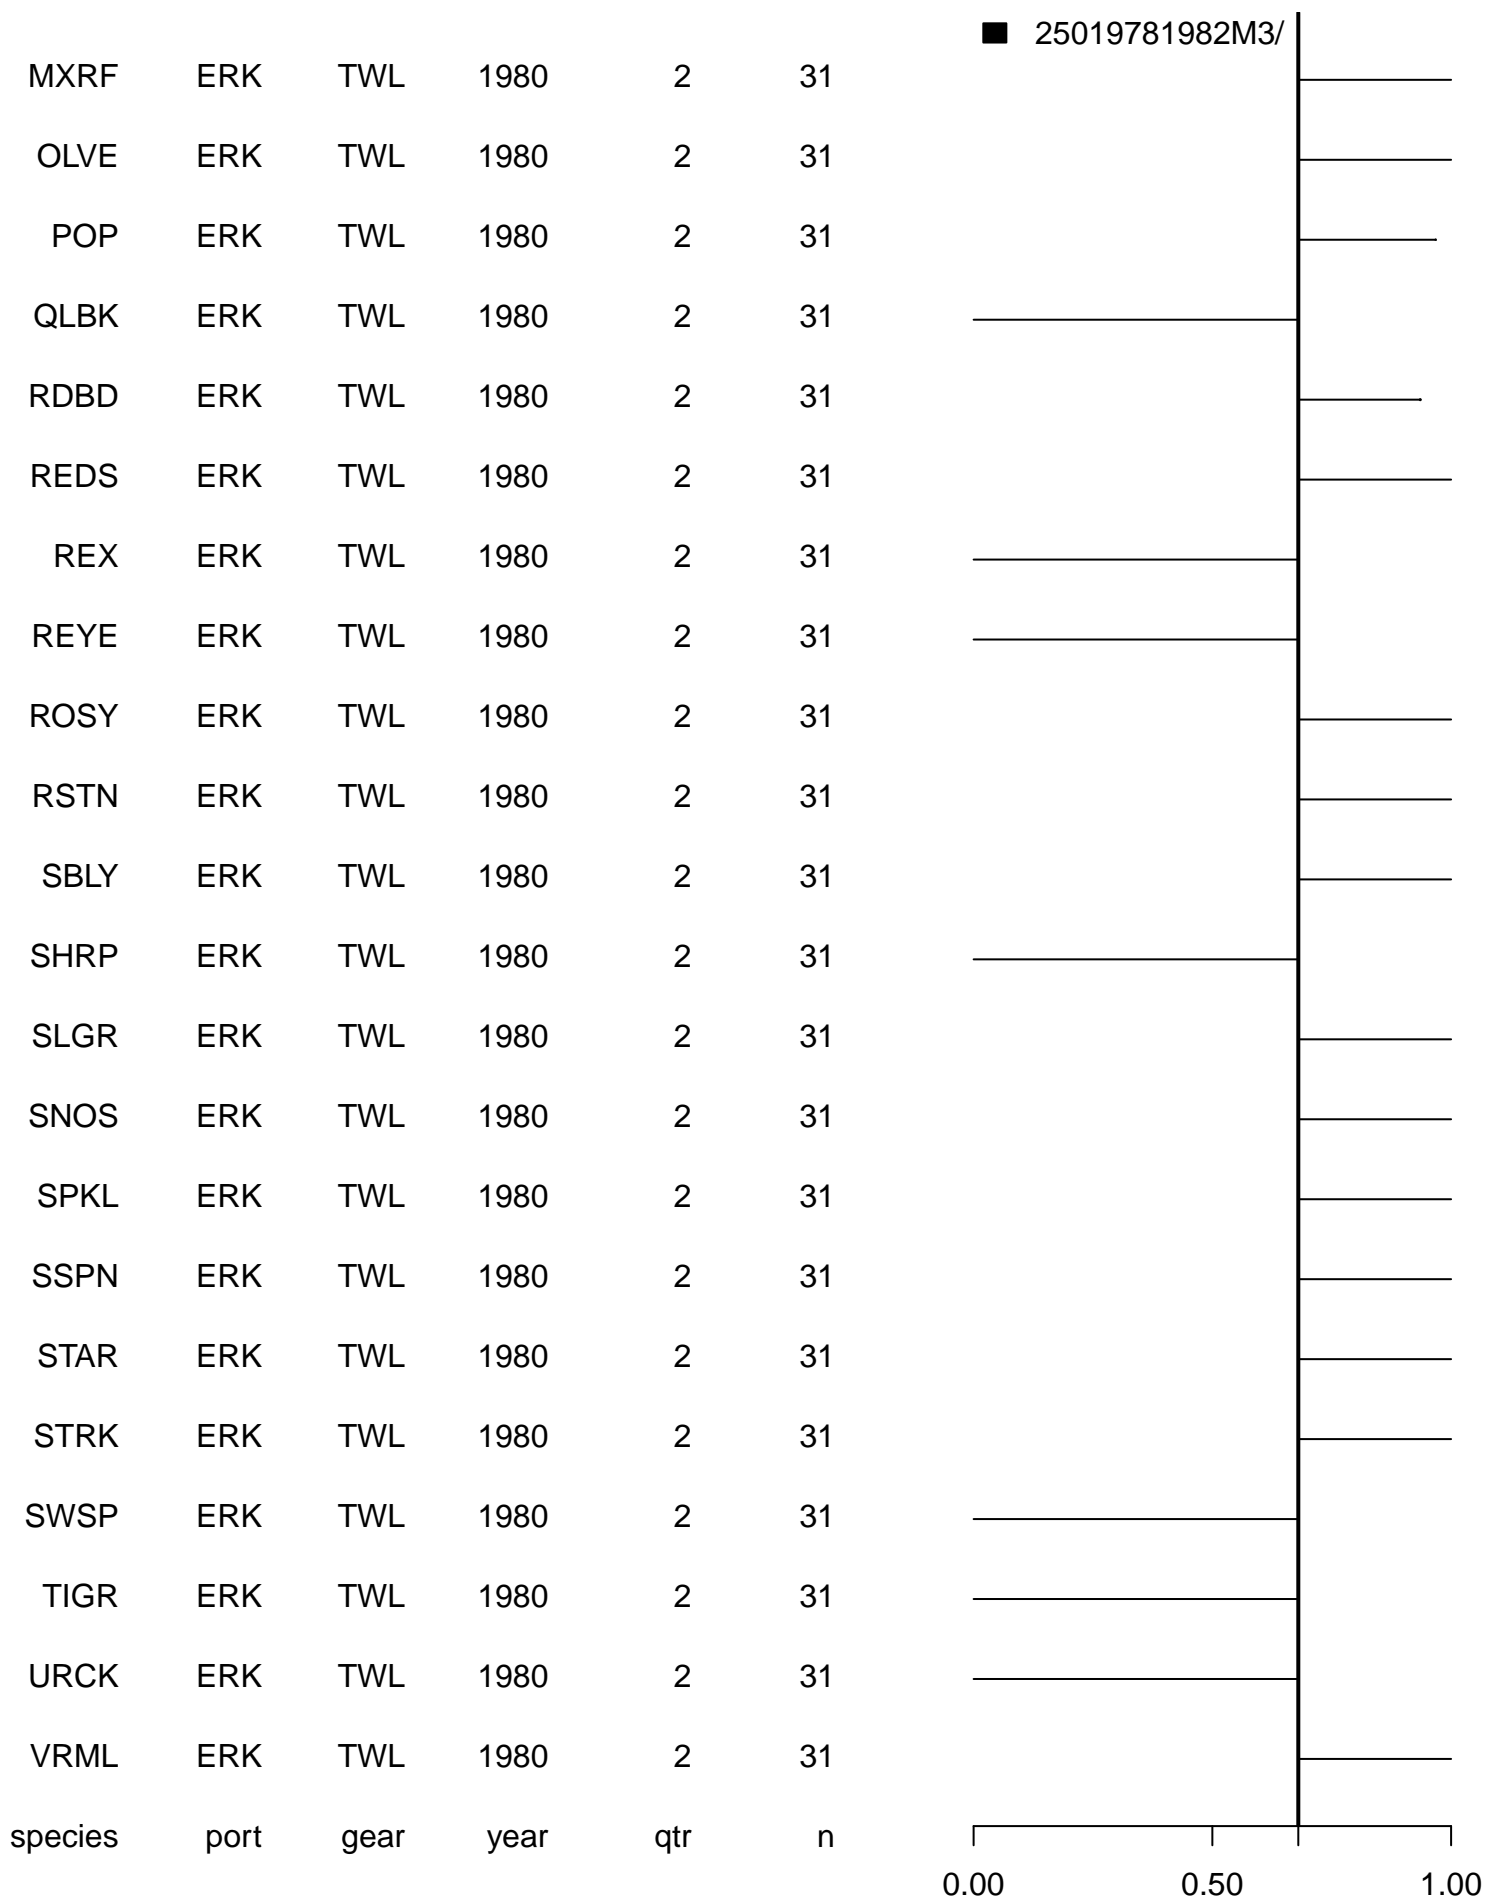 25019781982M3/
MXRF ERK TWL 1980 2 31
OLVE ERK TWL 1980 2 31
POP ERK TWL 1980 2 31
QLBK ERK TWL 1980 2 31
RDBD ERK TWL 1980 2 31
REDS ERK TWL 1980 2 31
REX ERK TWL 1980 2 31
REYE ERK TWL 1980 2 31
ROSY ERK TWL 1980 2 31
RSTN ERK TWL 1980 2 31
SBLY ERK TWL 1980 2 31
SHRP ERK TWL 1980 2 31
SLGR ERK TWL 1980 2 31
SNOS ERK TWL 1980 2 31
SPKL ERK TWL 1980 2 31
SSPN ERK TWL 1980 2 31
STAR ERK TWL 1980 2 31
STRK ERK TWL 1980 2 31
SWSP ERK TWL 1980 2 31
TIGR ERK TWL 1980 2 31
URCK ERK TWL 1980 2 31
VRML ERK TWL 1980 2 31
species port gear year qtr n
0.00 0.50 1.00